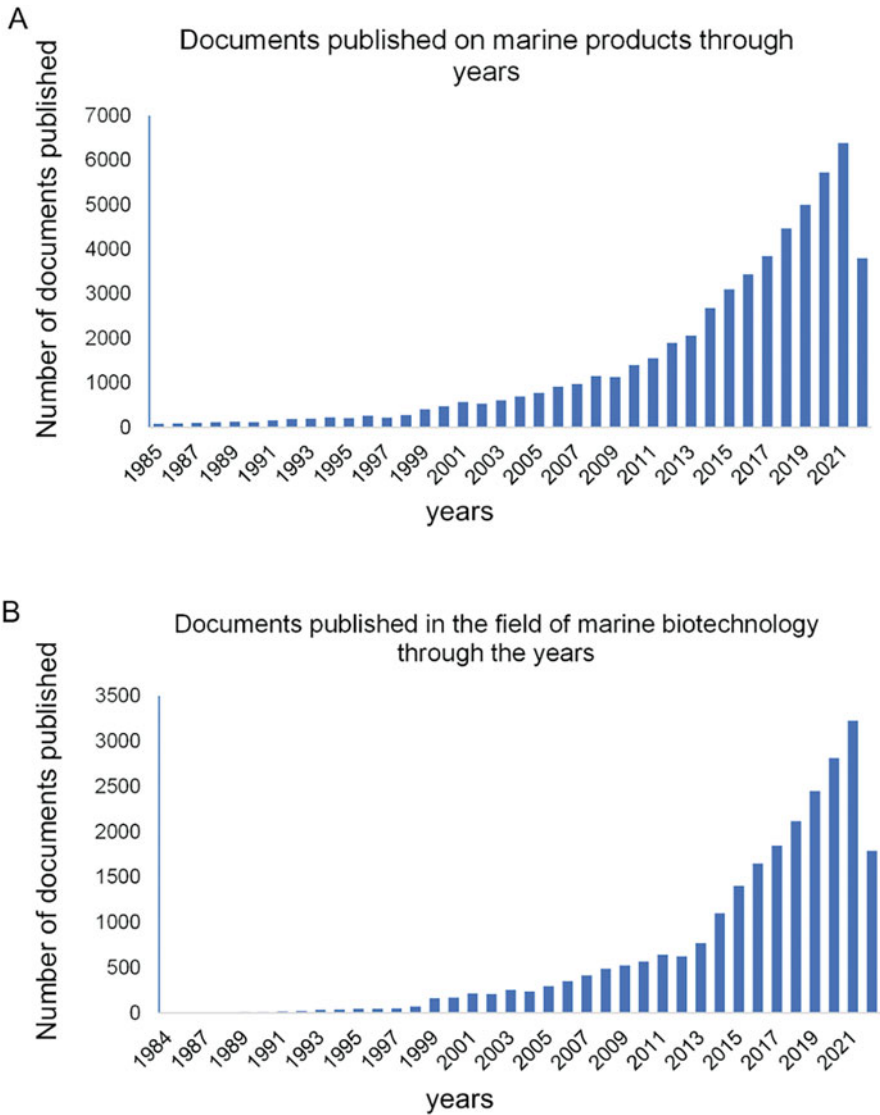 A
Documents published on marine products through
years
Number of documents published
7000
6000
5000
4000
3000
2000
1000
0
1985 1987 1989 1991 1993 1995 1997 1999 2001 2003 2005 2007 2009 2011 2013 2015 2017 2019 2021
years
B
Documents published in the field of marine biotechnology
through the years
Number of documents published
3500
3000
2500
2000
1500
1000
500
0
1984 1987 1989 1991 1993 1995 1997 1999 2001 2003 2005 2007 2009 2011 2013 2015 2017 2019 2021
years